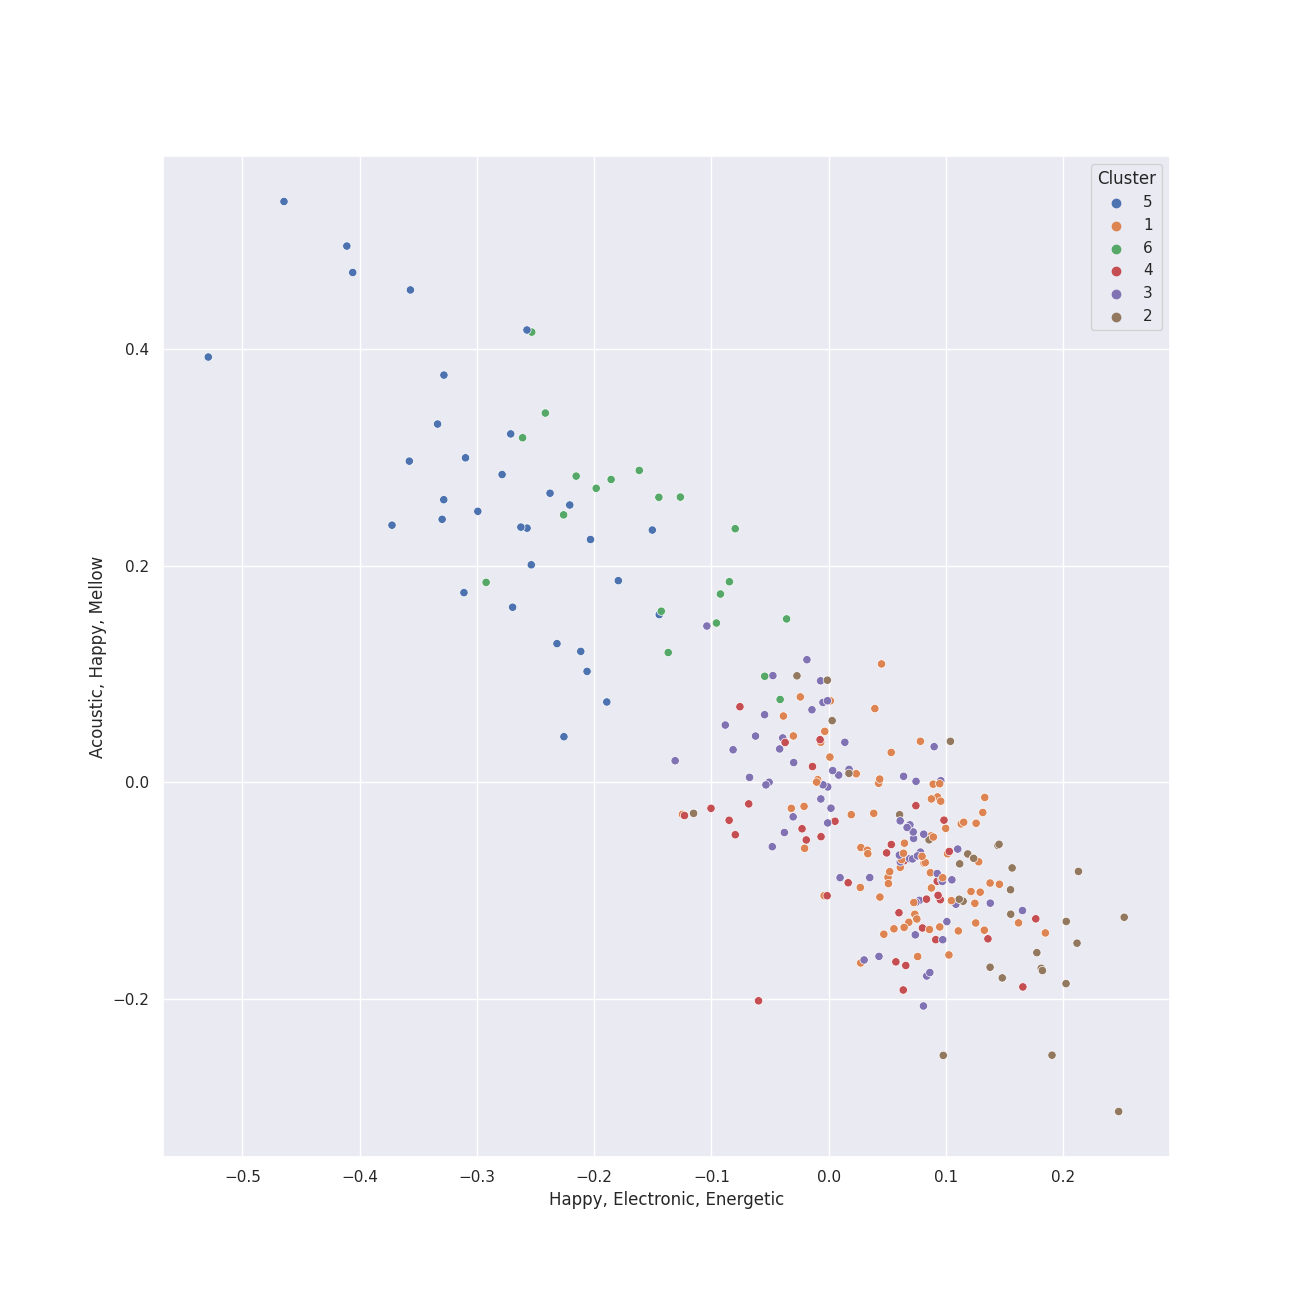 Cluster
5
1
6
4
3
2
0.4
0.2
0.0
−0.2
Acoustic, Happy, Mellow
−0.5 −0.4 −0.3 −0.2 −0.1 0.0 0.1 0.2
Happy, Electronic, Energetic